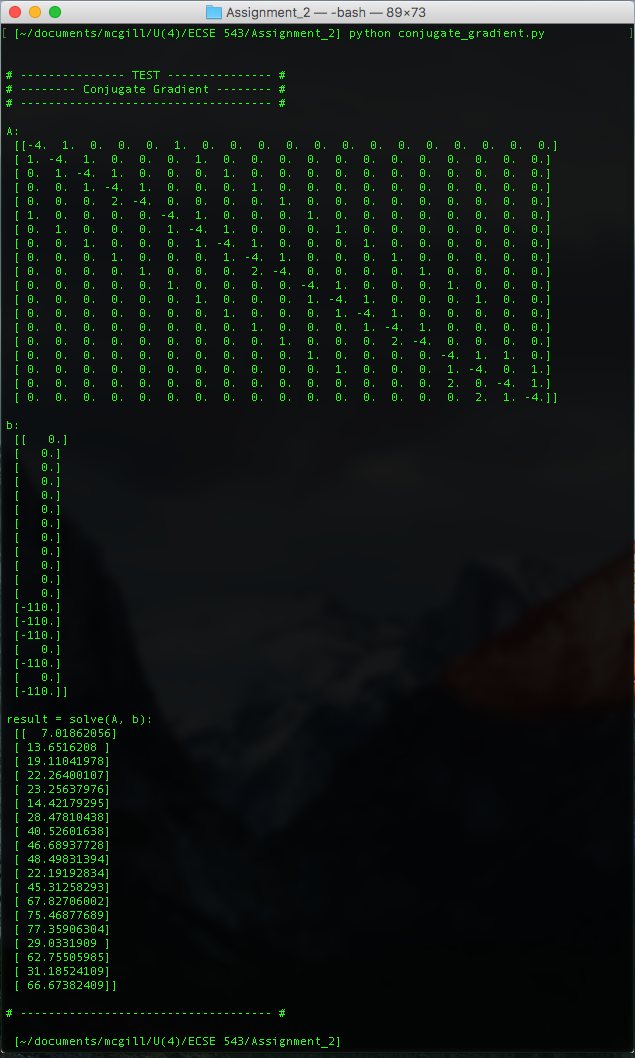 Assignment_2 — -bash — 89×73
[~/documents/mcgill/U(4)/ECSE 543/Assignment_2] python conjugate_gradient.py
# --------------- TEST --------------- #
# -------- Conjugate Gradient -------- #
# ------------------------------------ #
A:
[[-4.  1.  0.  0.  0.  1.  0.  0.  0.  0.  0.  0.  0.  0.  0.  0.  0.  0.  0.]
[ 1. -4.  1.  0.  0.  0.  1.  0.  0.  0.  0.  0.  0.  0.  0.  0.  0.  0.  0.]
[ 0.  1. -4.  1.  0.  0.  0.  1.  0.  0.  0.  0.  0.  0.  0.  0.  0.  0.  0.]
[ 0.  0.  1. -4.  1.  0.  0.  0.  1.  0.  0.  0.  0.  0.  0.  0.  0.  0.  0.]
[ 0.  0.  0.  2. -4.  0.  0.  0.  0.  1.  0.  0.  0.  0.  0.  0.  0.  0.  0.]
[ 1.  0.  0.  0.  0. -4.  1.  0.  0.  0.  1.  0.  0.  0.  0.  0.  0.  0.  0.]
[ 0.  1.  0.  0.  0.  1. -4.  1.  0.  0.  0.  1.  0.  0.  0.  0.  0.  0.  0.]
[ 0.  0.  1.  0.  0.  0.  1. -4.  1.  0.  0.  0.  1.  0.  0.  0.  0.  0.  0.]
[ 0.  0.  0.  1.  0.  0.  0.  1. -4.  1.  0.  0.  0.  1.  0.  0.  0.  0.  0.]
[ 0.  0.  0.  0.  1.  0.  0.  0.  2. -4.  0.  0.  0.  0.  1.  0.  0.  0.  0.]
[ 0.  0.  0.  0.  0.  1.  0.  0.  0.  0. -4.  1.  0.  0.  0.  1.  0.  0.  0.]
[ 0.  0.  0.  0.  0.  0.  1.  0.  0.  0.  1. -4.  1.  0.  0.  0.  1.  0.  0.]
[ 0.  0.  0.  0.  0.  0.  0.  1.  0.  0.  0.  1. -4.  1.  0.  0.  0.  0.  0.]
[ 0.  0.  0.  0.  0.  0.  0.  0.  1.  0.  0.  0.  1. -4.  1.  0.  0.  0.  0.]
[ 0.  0.  0.  0.  0.  0.  0.  0.  0.  1.  0.  0.  0.  2. -4.  0.  0.  0.  0.]
[ 0.  0.  0.  0.  0.  0.  0.  0.  0.  0.  1.  0.  0.  0.  0. -4.  1.  1.  0.]
[ 0.  0.  0.  0.  0.  0.  0.  0.  0.  0.  0.  1.  0.  0.  0.  1. -4.  0.  1.]
[ 0.  0.  0.  0.  0.  0.  0.  0.  0.  0.  0.  0.  0.  0.  0.  2.  0. -4.  1.]
[ 0.  0.  0.  0.  0.  0.  0.  0.  0.  0.  0.  0.  0.  0.  0.  0.  2.  1. -4.]]
b:
[[   0.]
[   0.]
[   0.]
[   0.]
[   0.]
[   0.]
[   0.]
[   0.]
[   0.]
[   0.]
[   0.]
[   0.]
[-110.]
[-110.]
[-110.]
[   0.]
[-110.]
[   0.]
[-110.]]
result = solve(A, b):
[[  7.01862056]
[ 13.6516208 ]
[ 19.11041978]
[ 22.26400107]
[ 23.25637976]
[ 14.42179295]
[ 28.47810438]
[ 40.52601638]
[ 46.68937728]
[ 48.49831394]
[ 22.19192834]
[ 45.31258293]
[ 67.82706002]
[ 75.46877689]
[ 77.35906304]
[ 29.0331909 ]
[ 62.75505985]
[ 31.18524109]
[ 66.67382409]]
# ------------------------------------ #
[~/documents/mcgill/U(4)/ECSE 543/Assignment_2]